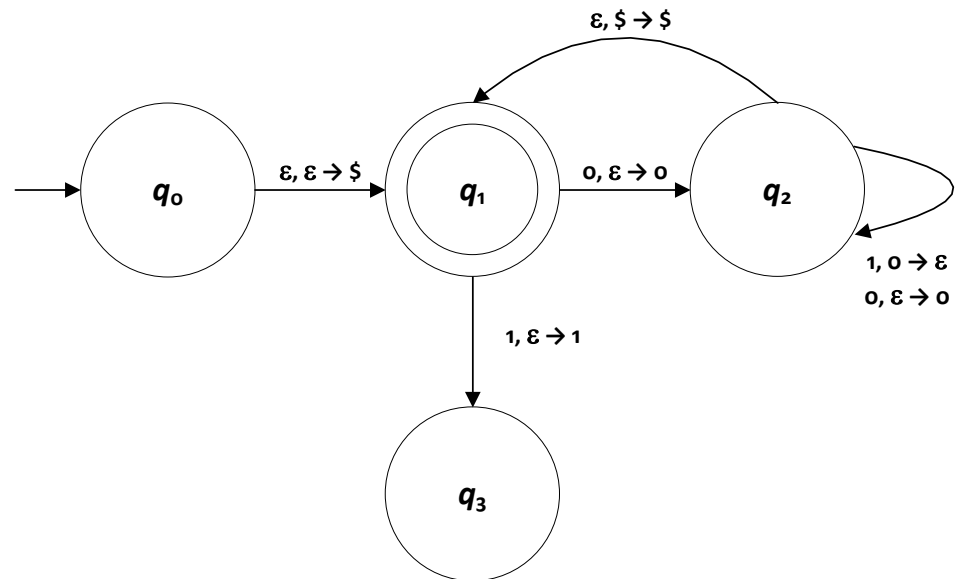 ε, $ → $
q₀
ε, ε → $
q₁
0, ε → 0
q₂
1, 0 → ε
0, ε → 0
1, ε → 1
q₃